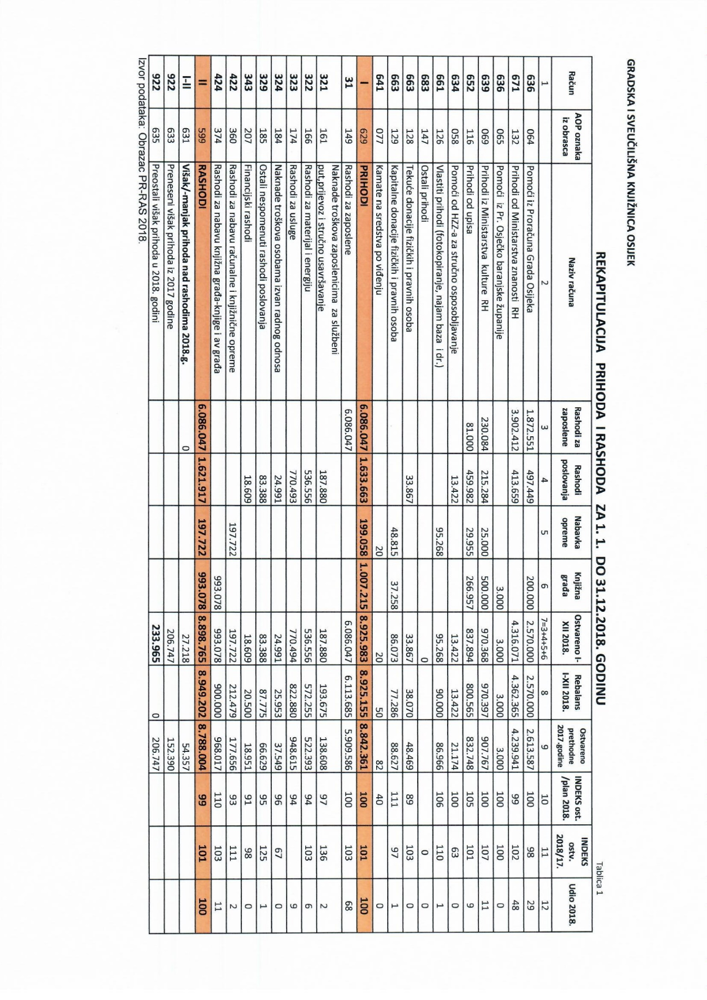 GRADSKA I SVEUČILIŠNA KNJIŽNICA OSIJEK
REKAPITULACIJA PRIHODA I RASHODA ZA 1. 1. DO 31.12.2018. GODINU
Tablica 1
Račun AOP oznaka iz obrasca Naziv računa Rashodi za zaposlene Rashodi poslovanja Nabavka opreme Knjižna građa Ostvareno I-XII 2018. Rebalans I-XII 2018. Ostvareno prethodne 2017.godine INDEKS ost. /plan 2018. INDEKS ostv. 2018/17. Udio 2018.
1 2 3 4 5 6 7=3+4+5+6 8 9 10 11 12
636 064 Pomoći iz Proračuna Grada Osijeka 1.872.551 497.449 200.000 2.570.000 2.570.000 2.613.587 100 98 29
671 132 Prihodi od Ministarstva znanosti RH 3.902.412 413.659 4.316.071 4.362.365 4.239.941 99 102 48
636 065 Pomoći iz Pr. Osječko baranjske županije 3.000 3.000 3.000 3.000 100 100 0
639 069 Prihodi iz Ministarstva kulture RH 230.084 215.284 25.000 500.000 970.368 970.397 907.767 100 107 11
652 116 Prihodi od upisa 81.000 459.982 29.955 266.957 837.894 800.565 832.748 105 101 9
634 058 Pomoći od HZZ-a za stručno osposobljavanje 13.422 13.422 13.422 21.174 100 63 0
661 126 Vlastiti prihodi (fotokopiranje, najam baza i dr.) 95.268 95.268 90.000 86.966 106 110 1
683 147 Ostali prihodi 0 0 0
663 128 Tekuće donacije fizičkih i pravnih osoba 33.867 33.867 38.070 48.469 89 103 0
663 129 Kapitalne donacije fizičkih i pravnih osoba 48.815 37.258 86.073 77.286 88.627 111 97 1
641 077 Kamate na sredstva po viđenju 20 20 50 82 40 0
I 629 PRIHODI 6.086.047 1.633.663 199.058 1.007.215 8.925.983 8.925.155 8.842.361 100 101 100
31 149 Rashodi za zaposlene 6.086.047 6.086.047 6.113.685 5.909.586 100 103 68
Naknade troškova zaposlenicima za službeni
321 161 put,prijevoz i stručno usavršavanje 187.880 187.880 193.675 138.608 97 136 2
322 166 Rashodi za materijal i energiju 536.556 536.556 572.255 522.393 94 103 6
323 174 Rashodi za usluge 770.493 770.494 822.880 948.615 94 9
324 184 Naknade troškova osobama izvan radnog odnosa 24.991 24.991 25.953 37.549 96 67 0
329 185 Ostali nespomenuti rashodi poslovanja 83.388 83.388 87.775 66.629 95 125 1
343 207 Financijski rashodi 18.609 18.609 20.500 18.951 91 98 0
422 360 Rashodi za nabavu računalne i knjižnične opreme 197.722 197.722 212.479 177.656 93 111 2
424 374 Rashodi za nabavu knjižna građa-knjige i av građa 993.078 993.078 900.000 968.017 110 103 11
II 599 RASHODI 6.086.047 1.621.917 197.722 993.078 8.898.765 8.949.202 8.788.004 99 101 100
I-II 631 Višak/-manjak prihoda nad rashodima 2018.g. 0 27.218 54.357
922 633 Preneseni višak prihoda iz 2017 godine 206.747 152.390
922 635 Preostali višak prihoda u 2018. godini 233.965 0 206.747
Izvor podataka: Obrazac PR-RAS 2018.